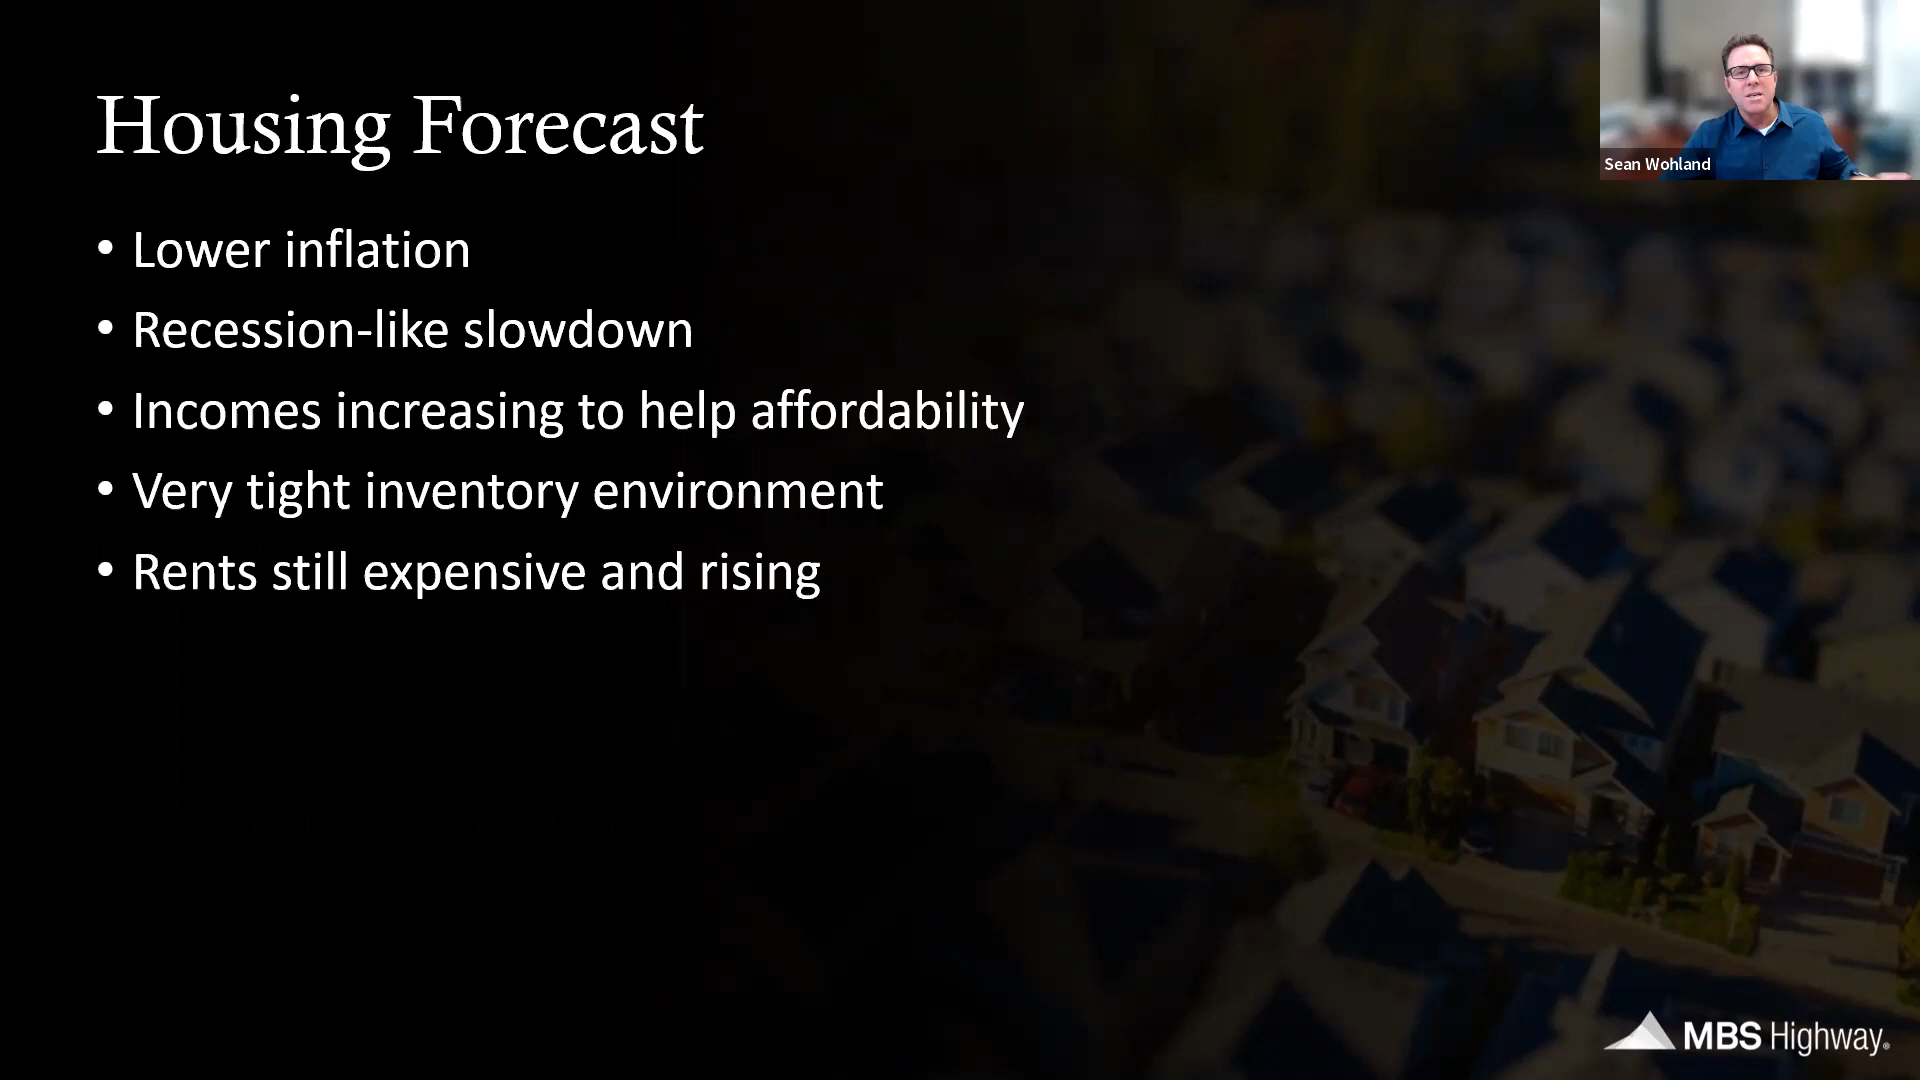 Housing Forecast
Sean Wohland
• Lower inflation
• Recession-like slowdown
• Incomes increasing to help affordability
• Very tight inventory environment
• Rents still expensive and rising
MBS Highway®